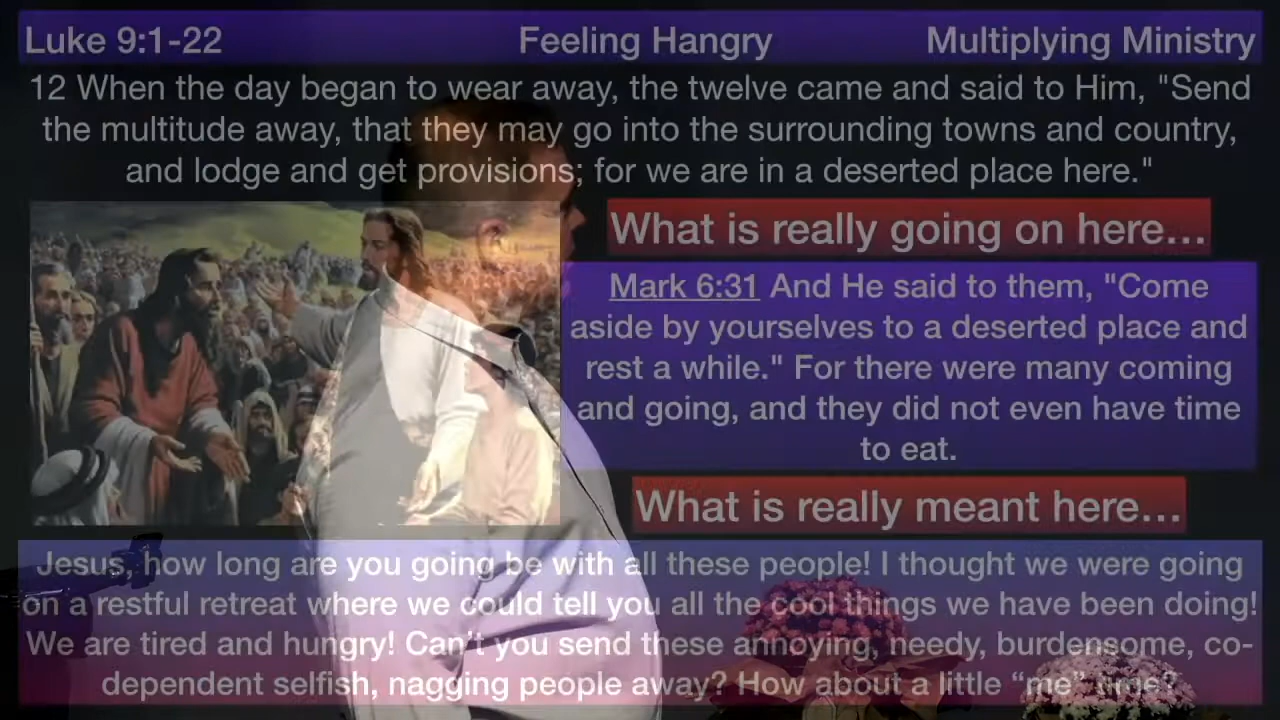 Luke 9:1-22 Feeling Hangry Multiplying Ministry
12 When the day began to wear away, the twelve came and said to Him, "Send
the multitude away, that they may go into the surrounding towns and country,
and lodge and get provisions; for we are in a deserted place here."
What is really going on here...
Mark 6:31 And He said to them, "Come
aside by yourselves to a deserted place and
rest a while." For there were many coming
and going, and they did not even have time
to eat.
What is really meant here...
Jesus, how long are you going be with all these people! I thought we were going
on a restful retreat where we could tell you all the cool things we have been doing!
We are tired and hungry! Can't you send these annoying, needy, burdensome, co-
dependent selfish, nagging people away? How about a little “me” time?